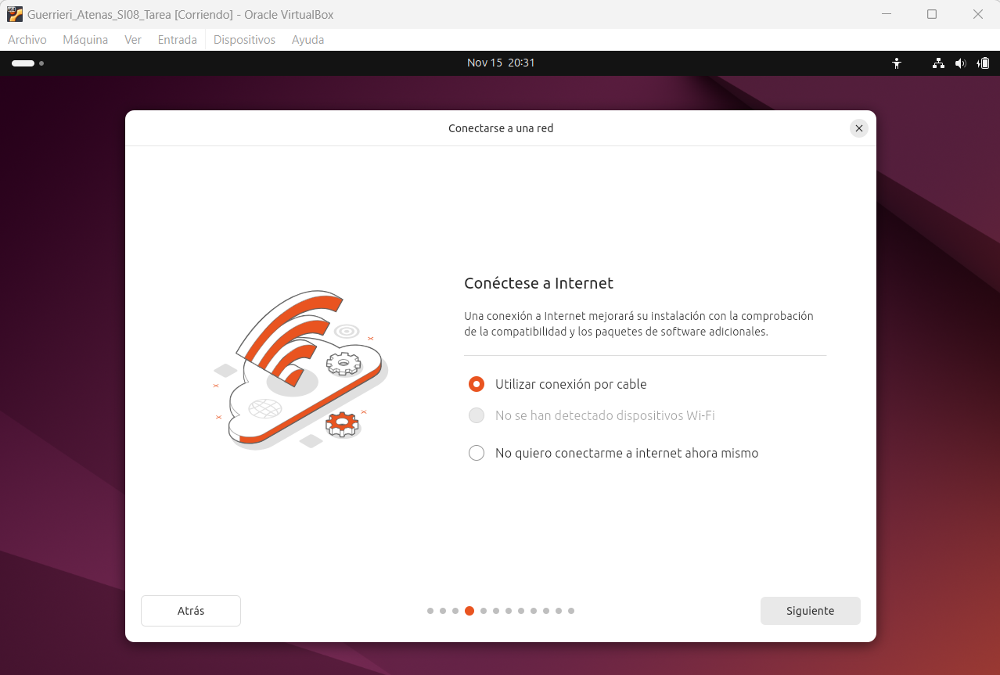 Guerrieri_Atenas_SI08_Tarea [Corriendo] - Oracle VirtualBox
Archivo Máquina Ver Entrada Dispositivos Ayuda
Nov 15 20:31
Conectarse a una red
Conéctese a Internet
Una conexión a Internet mejorará su instalación con la comprobación
de la compatibilidad y los paquetes de software adicionales.
Utilizar conexión por cable
No se han detectado dispositivos Wi-Fi
No quiero conectarme a internet ahora mismo
Atrás
Siguiente